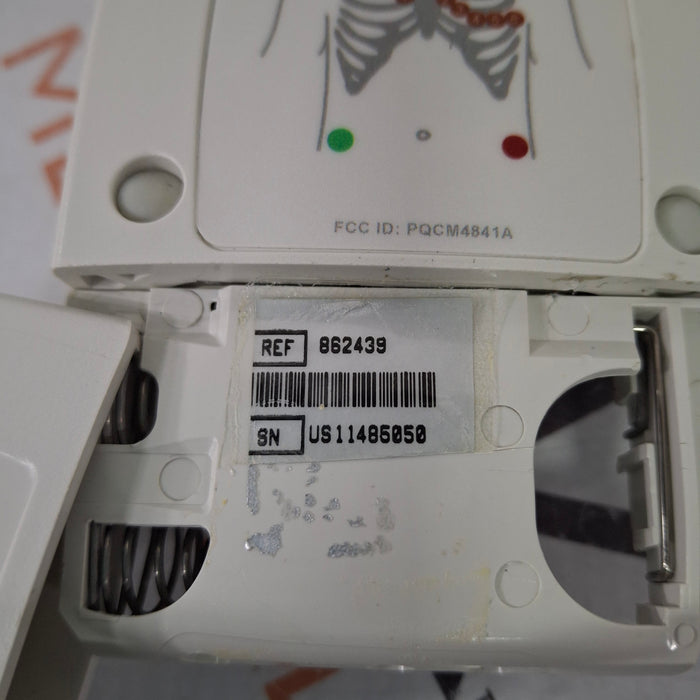 FCC ID: PQCM4841A
REF 862439
SN US11485050